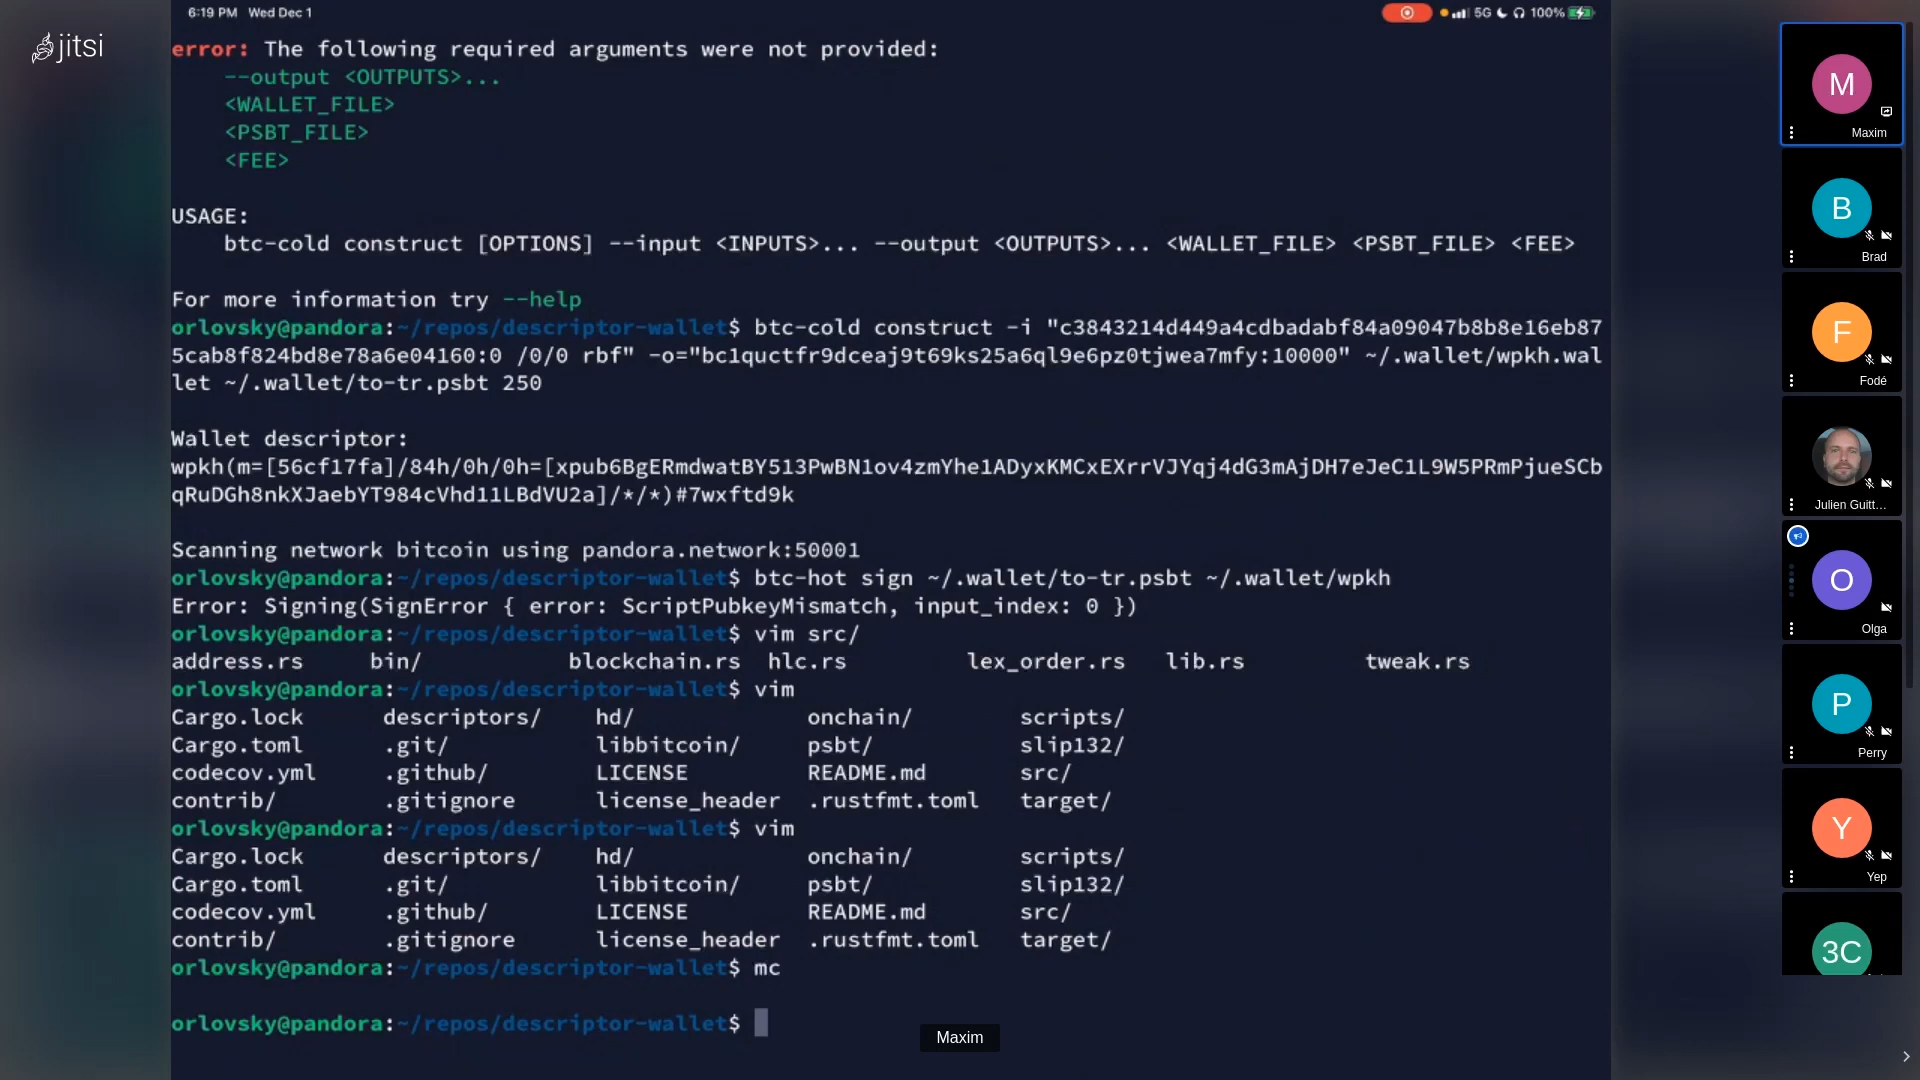 6:19 PM Wed Dec 1
5G 100%
jitsi
error: The following required arguments were not provided:
--output <OUTPUTS>...
<WALLET_FILE>
<PSBT_FILE>
<FEE>
USAGE:
btc-cold construct [OPTIONS] --input <INPUTS>... --output <OUTPUTS>... <WALLET_FILE> <PSBT_FILE> <FEE>
For more information try --help
orlovsky@pandora:~/repos/descriptor-wallet$ btc-cold construct -i "c3843214d449a4cdbadabf84a09047b8b8e16eb87
5cab8f824bd8e78a6e04160:0 /0/0 rbf" -o="bc1quctfr9dceaj9t69ks25a6ql9e6pz0tjwea7mfy:10000" ~/.wallet/wpkh.wal
let ~/.wallet/to-tr.psbt 250
Wallet descriptor:
wpkh(m=[56cf17fa]/84h/0h/0h=[xpub6BgERmdwatBY513PwBN1ov4zmYhe1ADyxKMCxEXrrVJYqj4dG3mAjDH7eJeC1L9W5PRmPjueSCb
qRuDGh8nkXJaebYT984cVhd11LBdVU2a]/*/*)#7wxftd9k
Scanning network bitcoin using pandora.network:50001
orlovsky@pandora:~/repos/descriptor-wallet$ btc-hot sign ~/.wallet/to-tr.psbt ~/.wallet/wpkh
Error: Signing(SignError { error: ScriptPubkeyMismatch, input_index: 0 })
orlovsky@pandora:~/repos/descriptor-wallet$ vim src/
address.rs bin/ blockchain.rs hlc.rs lex_order.rs lib.rs tweak.rs
orlovsky@pandora:~/repos/descriptor-wallet$ vim
Cargo.lock descriptors/ hd/ onchain/ scripts/
Cargo.toml .git/ libbitcoin/ psbt/ slip132/
codecov.yml .github/ LICENSE README.md src/
contrib/ .gitignore license_header .rustfmt.toml target/
orlovsky@pandora:~/repos/descriptor-wallet$ vim
Cargo.lock descriptors/ hd/ onchain/ scripts/
Cargo.toml .git/ libbitcoin/ psbt/ slip132/
codecov.yml .github/ LICENSE README.md src/
contrib/ .gitignore license_header .rustfmt.toml target/
orlovsky@pandora:~/repos/descriptor-wallet$ mc
orlovsky@pandora:~/repos/descriptor-wallet$
Maxim
M
Maxim
B
Brad
F
Fodé
Julien Guitt...
O
Olga
P
Perry
Y
Yep
3C